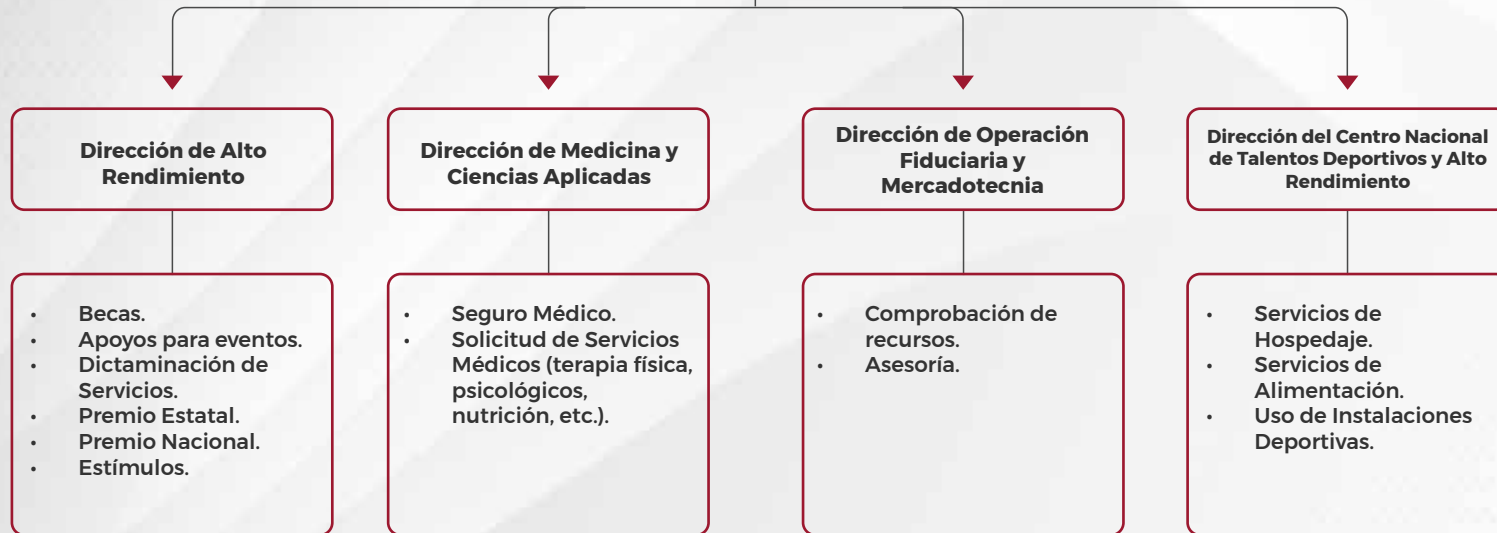 Dirección de Alto
Rendimiento
Dirección de Medicina y
Ciencias Aplicadas
Dirección de Operación
Fiduciaria y
Mercadotecnia
Dirección del Centro Nacional
de Talentos Deportivos y Alto
Rendimiento
• Becas.
• Apoyos para eventos.
• Dictaminación de
Servicios.
• Premio Estatal.
• Premio Nacional.
• Estímulos.
• Seguro Médico.
• Solicitud de Servicios
Médicos (terapia física,
psicológicos,
nutrición, etc.).
• Comprobación de
recursos.
• Asesoría.
• Servicios de
Hospedaje.
• Servicios de
Alimentación.
• Uso de Instalaciones
Deportivas.